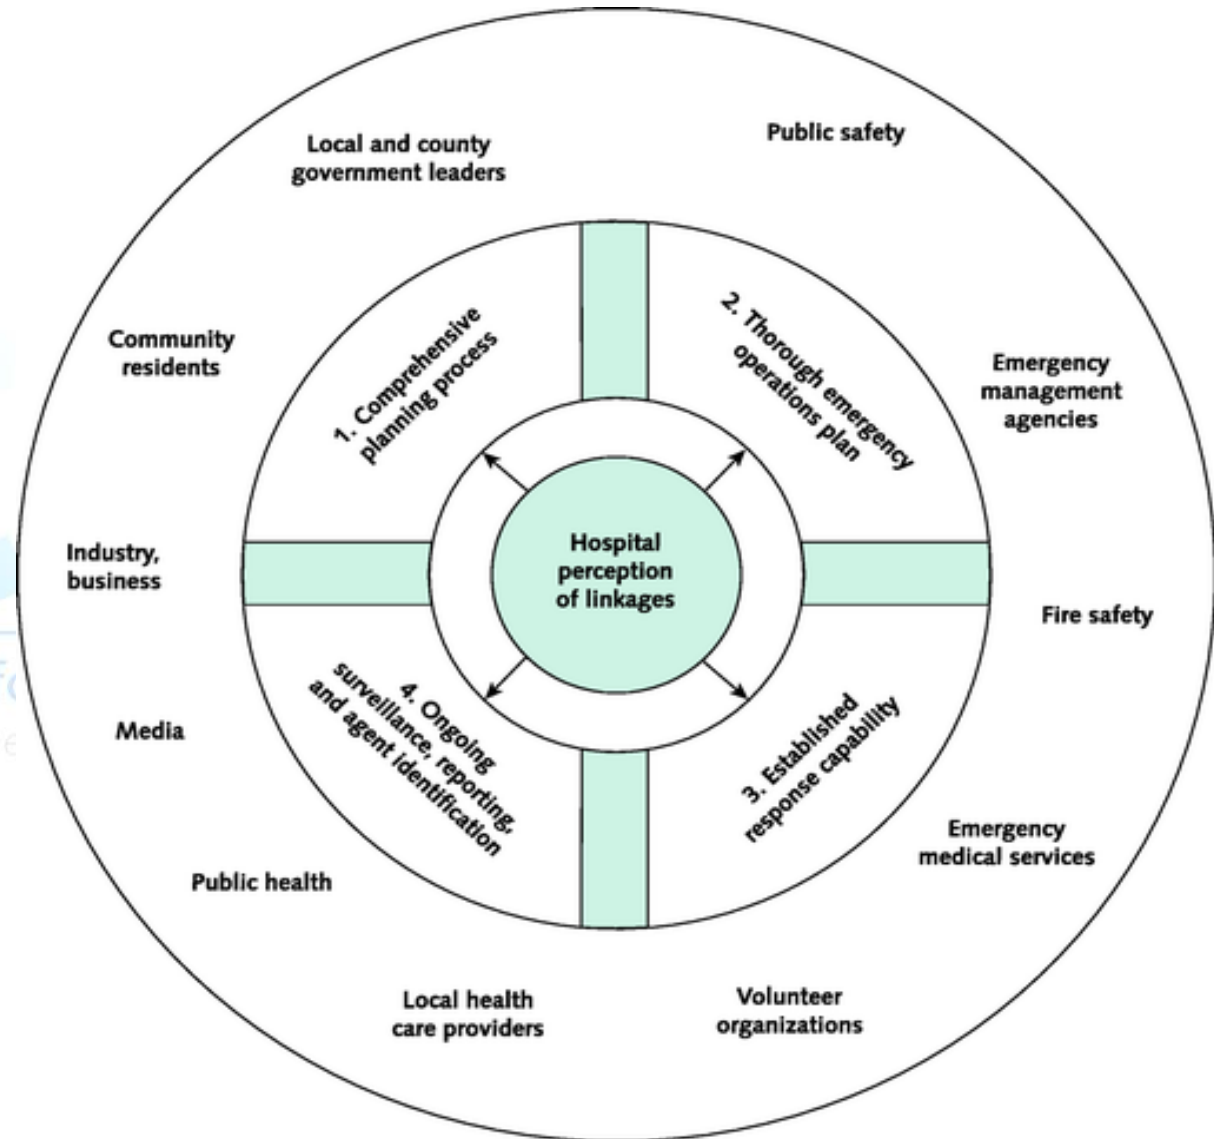 Local and county
government leaders
Public safety
Community
residents
1. Comprehensive
planning process
2. Thorough emergency
operations plan
Emergency
management
agencies
Industry,
business
Hospital
perception
of linkages
Fire safety
Media
4. Ongoing
surveillance, reporting,
and agent identification
3. Established
response capability
Emergency
medical services
Public health
Local health
care providers
Volunteer
organizations